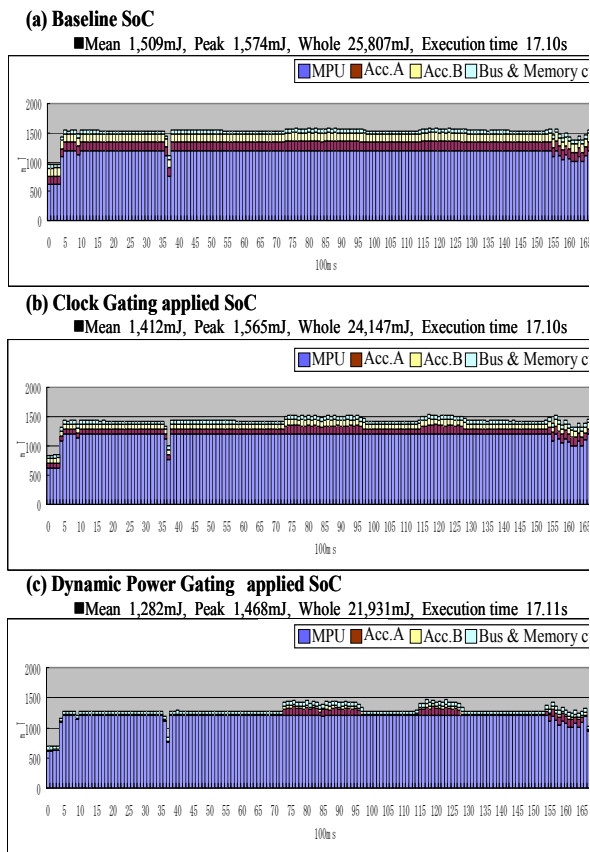 (a) Baseline SoC
■Mean 1,509mJ, Peak 1,574mJ, Whole 25,807mJ, Execution time 17.10s
MPU Acc.A Acc.B Bus & Memory c
2000
1500
1000
500
0
mJ
0 5 10 15 20 25 30 35 40 45 50 55 60 65 70 75 80 85 90 95 100 105 110 115 120 125 130 135 140 145 150 155 160 165
100ms
(b) Clock Gating applied SoC
■Mean 1,412mJ, Peak 1,565mJ, Whole 24,147mJ, Execution time 17.10s
MPU Acc.A Acc.B Bus & Memory c
2000
1500
1000
500
0
mJ
0 5 10 15 20 25 30 35 40 45 50 55 60 65 70 75 80 85 90 95 100 105 110 115 120 125 130 135 140 145 150 155 160 165
100ms
(c) Dynamic Power Gating applied SoC
■Mean 1,282mJ, Peak 1,468mJ, Whole 21,931mJ, Execution time 17.11s
MPU Acc.A Acc.B Bus & Memory c
2000
1500
1000
500
0
mJ
0 5 10 15 20 25 30 35 40 45 50 55 60 65 70 75 80 85 90 95 100 105 110 115 120 125 130 135 140 145 150 155 160 165
100ms